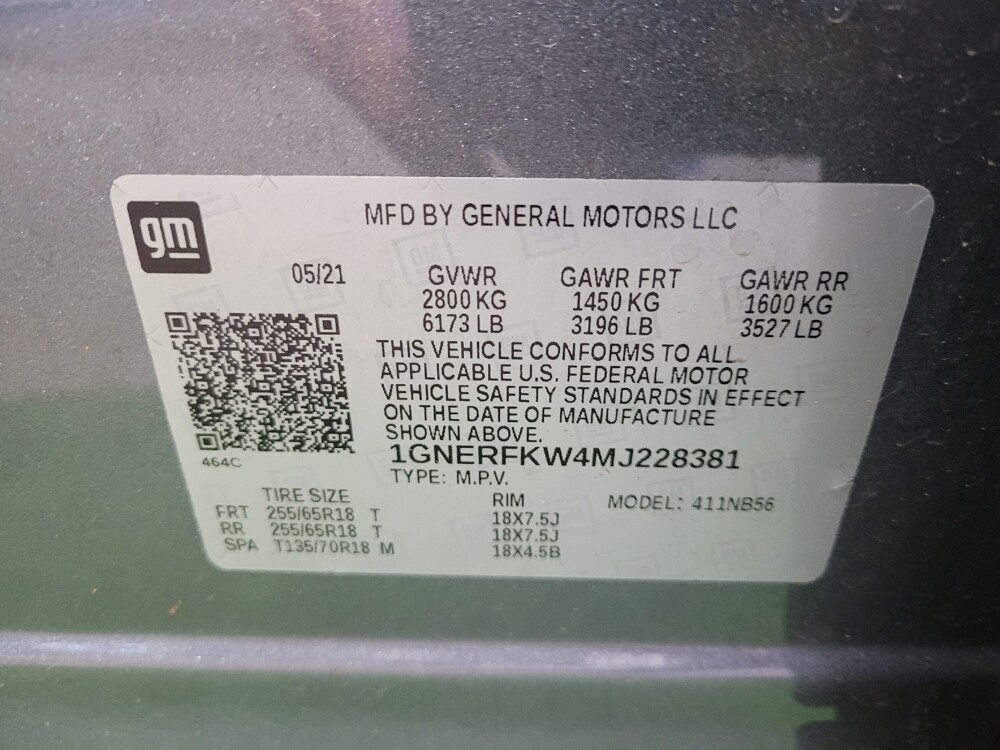 gm
MFD BY GENERAL MOTORS LLC
05/21 GVWR GAWR FRT GAWR RR
2800 KG 1450 KG 1600 KG
6173 LB 3196 LB 3527 LB
THIS VEHICLE CONFORMS TO ALL
APPLICABLE U.S. FEDERAL MOTOR
VEHICLE SAFETY STANDARDS IN EFFECT
ON THE DATE OF MANUFACTURE
SHOWN ABOVE.
1GNERFKW4MJ228381
464C
TYPE: M.P.V.
TIRE SIZE RIM MODEL: 411NB56
FRT 255/65R18 T 18X7.5J
RR 255/65R18 T 18X7.5J
SPA T135/70R18 M 18X4.5B